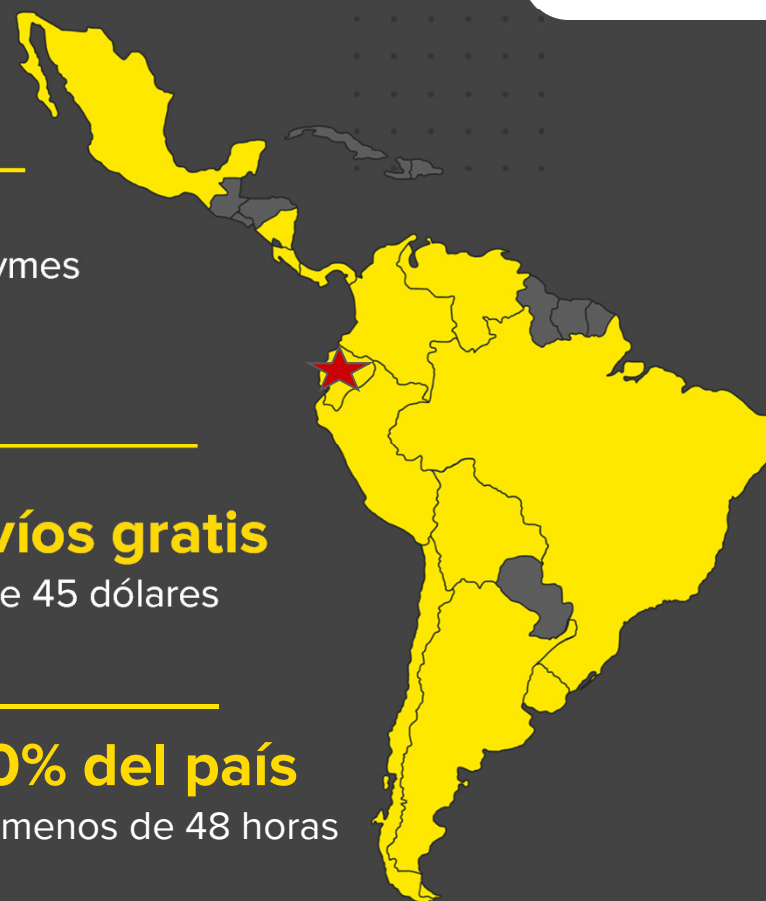 ymes
víos gratis
e 45 dólares
0% del país
menos de 48 horas